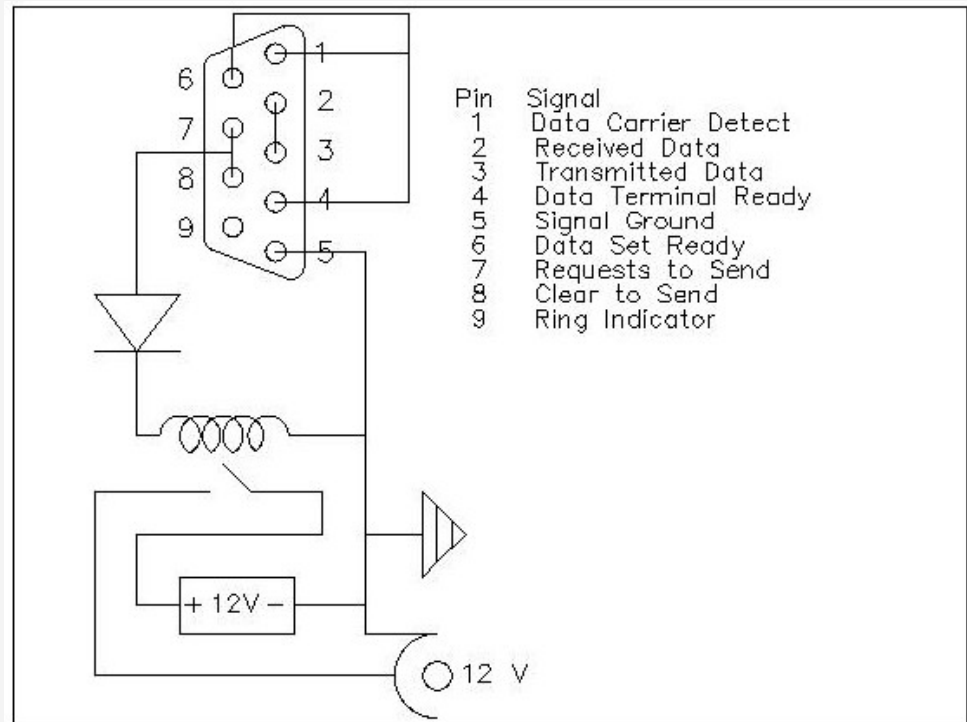 1
6
2
7
3
8
4
9
5
Pin Signal
1 Data Carrier Detect
2 Received Data
3 Transmitted Data
4 Data Terminal Ready
5 Signal Ground
6 Data Set Ready
7 Requests to Send
8 Clear to Send
9 Ring Indicator
+ 12V -
12 V